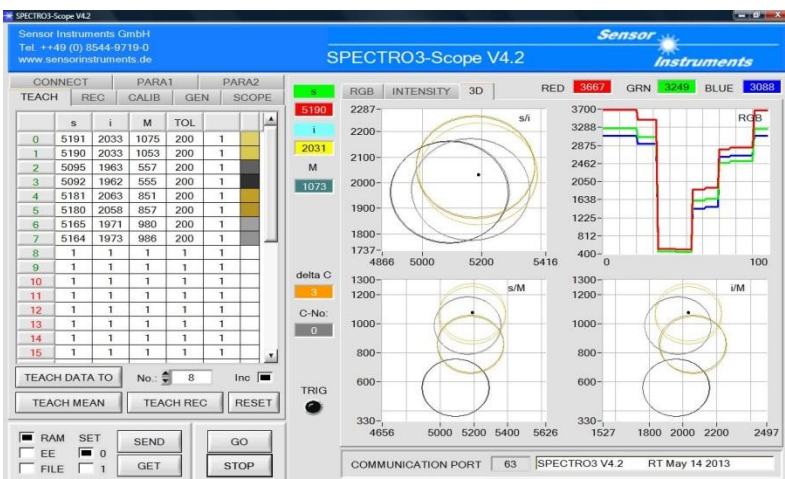 SPECTRO3-Scope V4.2
Sensor Instruments GmbH
Tel. ++49 (0) 8544-9719-0
www.sensorinstruments.de
SPECTRO3-Scope V4.2
Sensor
Instruments
CONNECT PARA1 PARA2
TEACH REC CALIB GEN SCOPE
s i M TOL
0 5191 2033 1075 200 1
1 5190 2033 1053 200 1
2 5095 1963 557 200 1
3 5092 1962 555 200 1
4 5181 2063 851 200 1
5 5180 2058 857 200 1
6 5165 1971 980 200 1
7 5164 1973 986 200 1
8 1 1 1 1 1
9 1 1 1 1 1
10 1 1 1 1 1
11 1 1 1 1 1
12 1 1 1 1 1
13 1 1 1 1 1
14 1 1 1 1 1
15 1 1 1 1 1
TEACH DATA TO No.: 8 Inc
TEACH MEAN TEACH REC RESET
RAM SET SEND GO
EE 0
FILE 1 GET STOP
s
5190
i
2031
M
1073
delta C
3
C-No:
0
TRIG
RGB INTENSITY 3D RED 3667 GRN 3249 BLUE 3088
s/i
2287
2200
2100
2000
1900
1800
1737
4866 5000 5200 5416
RGB
3700
3288
2875
2462
2050
1638
1225
812
400
0 100
s/M
1300
1200
1000
800
600
330
4656 5000 5200 5400 5626
i/M
1300
1200
1000
800
600
330
1527 1800 2000 2200 2497
COMMUNICATION PORT 63 SPECTRO3 V4.2 RT May 14 2013